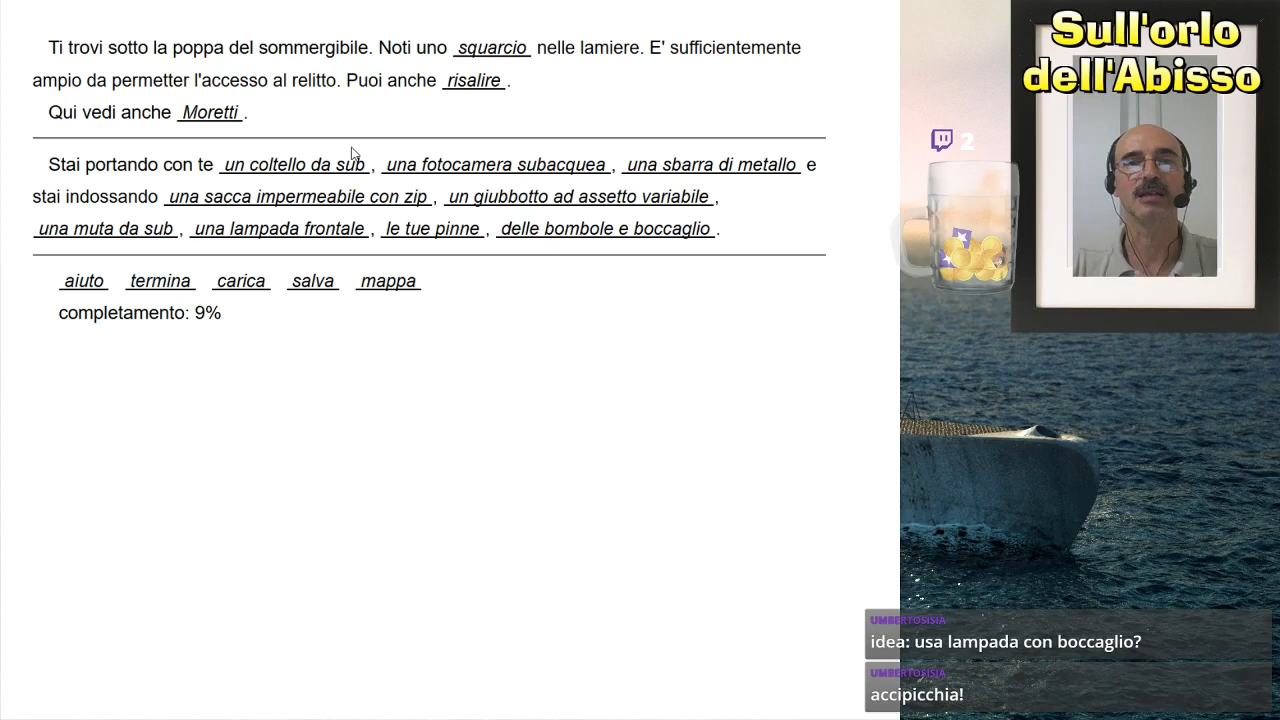 Ti trovi sotto la poppa del sommergibile. Noti uno squarcio nelle lamiere. E' sufficientemente
ampio da permetter l'accesso al relitto. Puoi anche risalire .
Qui vedi anche Moretti .
Stai portando con te un coltello da sub , una fotocamera subacquea , una sbarra di metallo e
stai indossando una sacca impermeabile con zip , un giubbotto ad assetto variabile ,
una muta da sub , una lampada frontale , le tue pinne , delle bombole e boccaglio .
aiuto termina carica salva mappa
completamento: 9%
Sull'orlo
dell'Abisso
2
UMBERTOSISIA
idea: usa lampada con boccaglio?
UMBERTOSISIA
accipicchia!